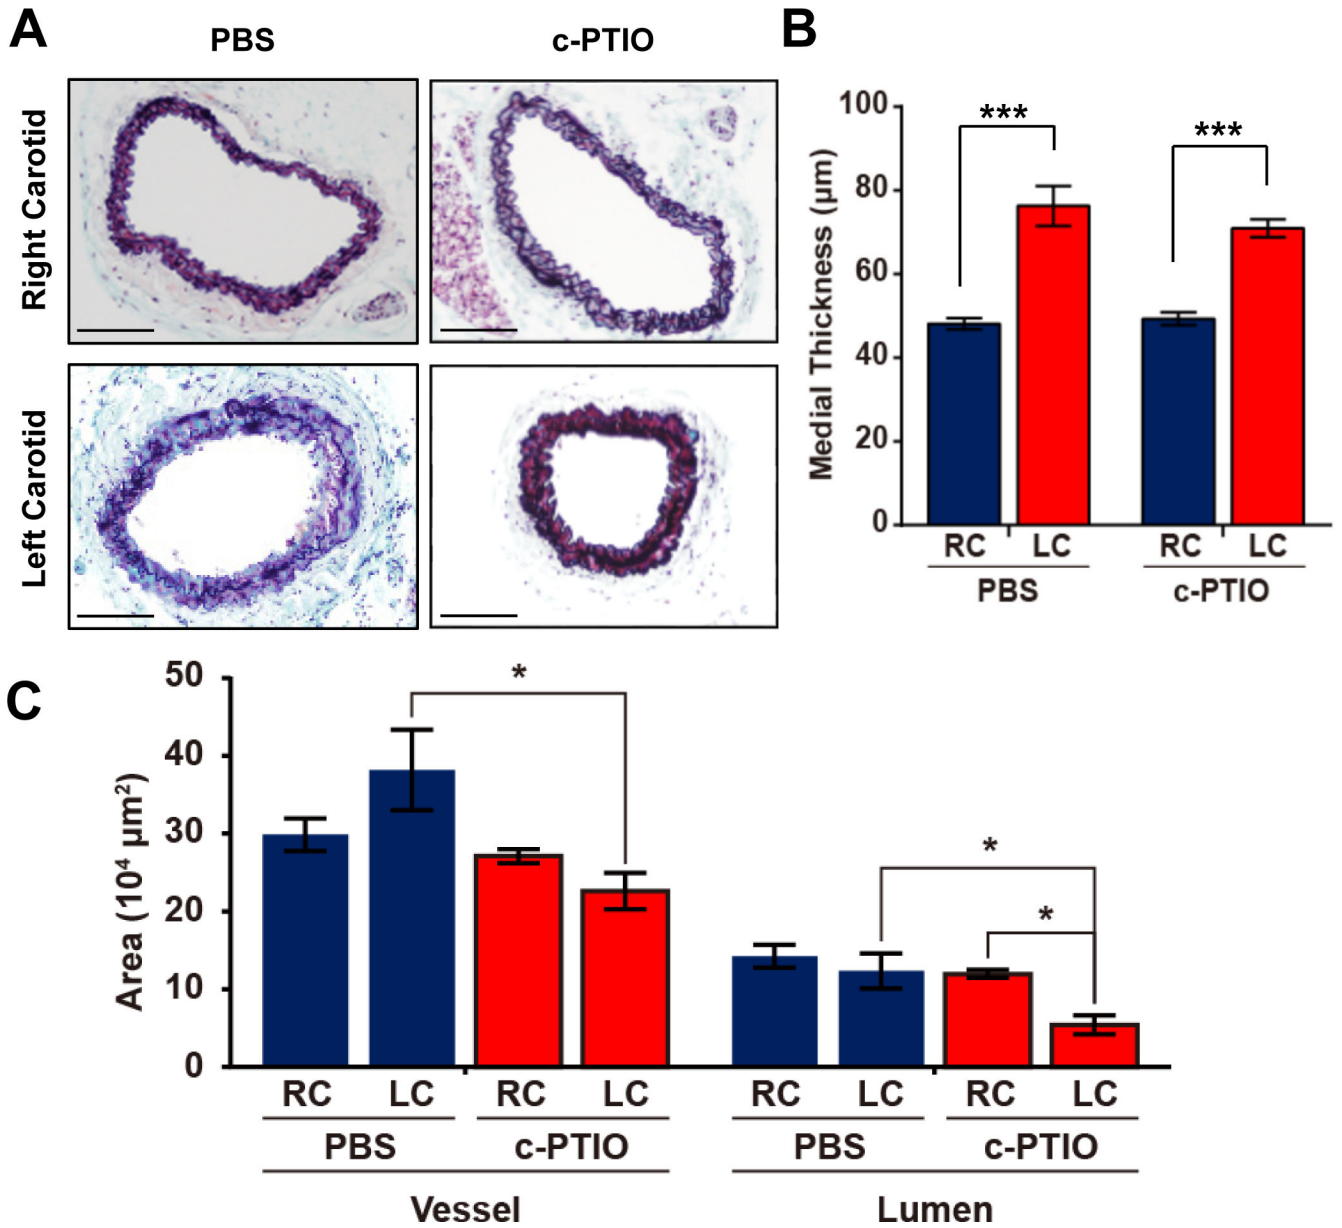 A
PBS
c-PTIO
Right Carotid
Left Carotid
B
Medial Thickness (μm)
100
80
60
40
20
0
***
***
RC LC RC LC
PBS c-PTIO
C
Area (10⁴ μm²)
50
40
30
20
10
0
*
*
*
RC LC RC LC RC LC RC LC
PBS c-PTIO PBS c-PTIO
Vessel Lumen